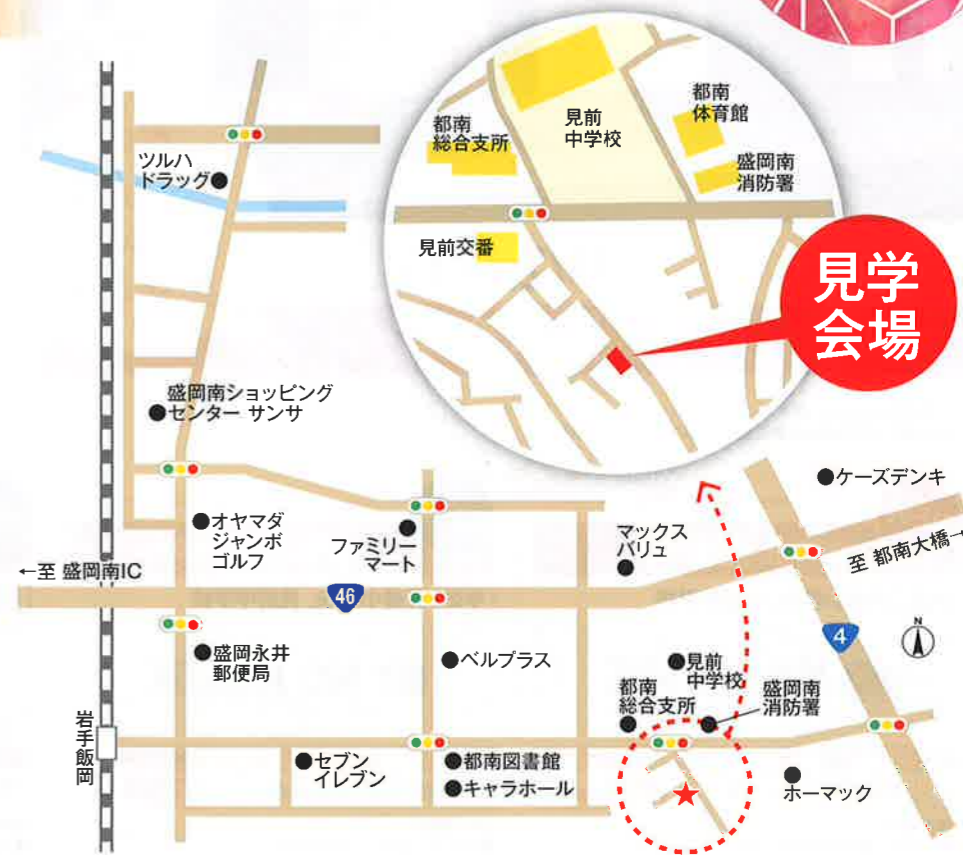 都南
総合支所
見前
中学校
都南
体育館
盛岡南
消防署
見前交番
見学
会場
ツルハ
ドラッグ
盛岡南ショッピング
センター サンサ
オヤマダ
ジャンボ
ゴルフ
ファミリー
マート
マックス
バリュ
ケーズデンキ
至 都南大橋→
←至 盛岡南IC
46
4
N
盛岡永井
郵便局
ベルプラス
見前
中学校
都南
総合支所
盛岡南
消防署
岩手飯岡
セブン
イレブン
都南図書館
キャラホール
ホーマック